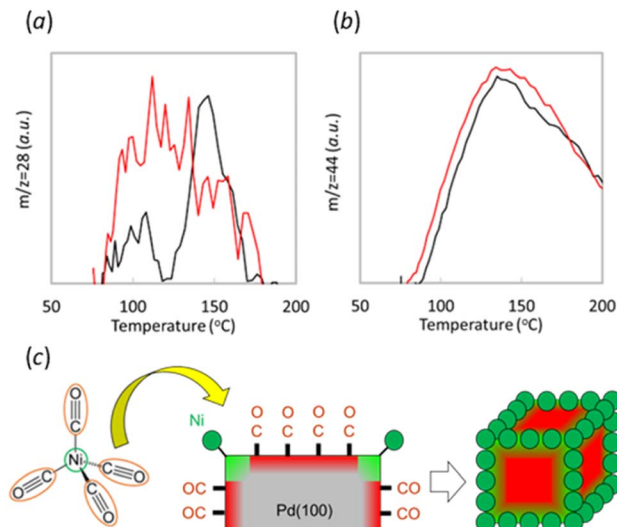 (a)
(b)
m/z=28 (a.u.)
m/z=44 (a.u.)
50 100 150 200
50 100 150 200
Temperature (°C)
Temperature (°C)
(c)
O
C
O
C
Ni
C
O
C
O
Ni
O O O O
C C C C
OC CO
OC CO
Pd(100)